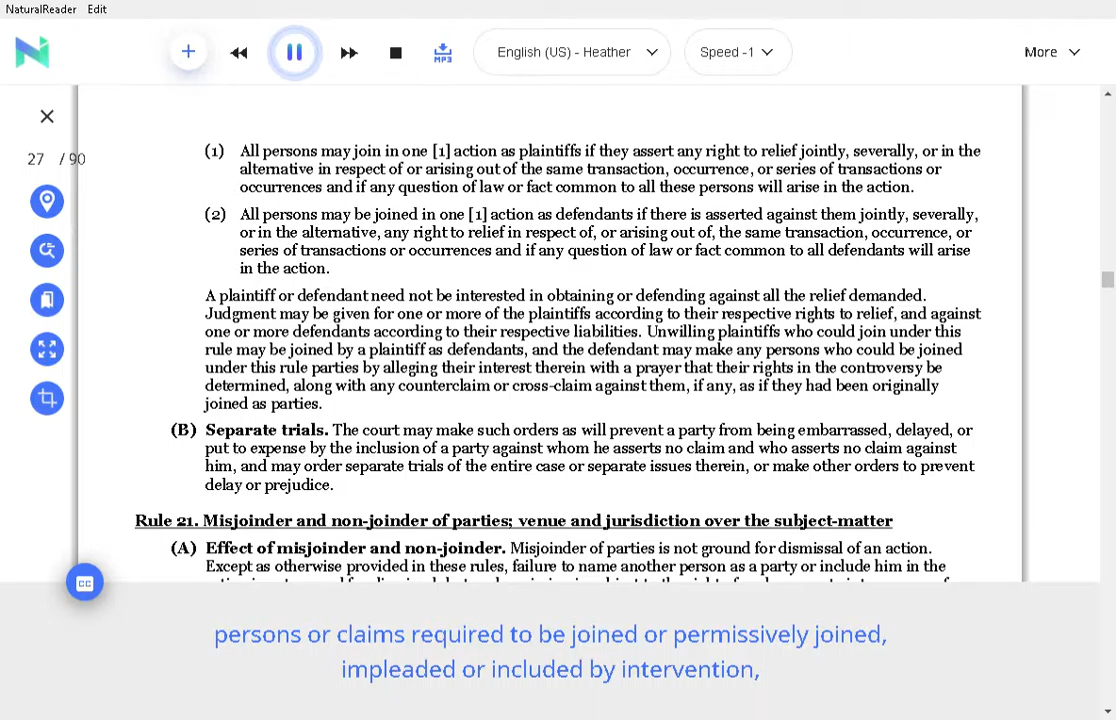 NaturalReader Edit
MP3
English (US) - Heather
Speed -1
More
27 / 90
(1) All persons may join in one [1] action as plaintiffs if they assert any right to relief jointly, severally, or in the
alternative in respect of or arising out of the same transaction, occurrence, or series of transactions or
occurrences and if any question of law or fact common to all these persons will arise in the action.
(2) All persons may be joined in one [1] action as defendants if there is asserted against them jointly, severally,
or in the alternative, any right to relief in respect of, or arising out of, the same transaction, occurrence, or
series of transactions or occurrences and if any question of law or fact common to all defendants will arise
in the action.
A plaintiff or defendant need not be interested in obtaining or defending against all the relief demanded.
Judgment may be given for one or more of the plaintiffs according to their respective rights to relief, and against
one or more defendants according to their respective liabilities. Unwilling plaintiffs who could join under this
rule may be joined by a plaintiff as defendants, and the defendant may make any persons who could be joined
under this rule parties by alleging their interest therein with a prayer that their rights in the controversy be
determined, along with any counterclaim or cross-claim against them, if any, as if they had been originally
joined as parties.
(B) Separate trials. The court may make such orders as will prevent a party from being embarrassed, delayed, or
put to expense by the inclusion of a party against whom he asserts no claim and who asserts no claim against
him, and may order separate trials of the entire case or separate issues therein, or make other orders to prevent
delay or prejudice.
Rule 21. Misjoinder and non-joinder of parties; venue and jurisdiction over the subject-matter
(A) Effect of misjoinder and non-joinder. Misjoinder of parties is not ground for dismissal of an action.
Except as otherwise provided in these rules, failure to name another person as a party or include him in the
CC
persons or claims required to be joined or permissively joined,
impleaded or included by intervention,